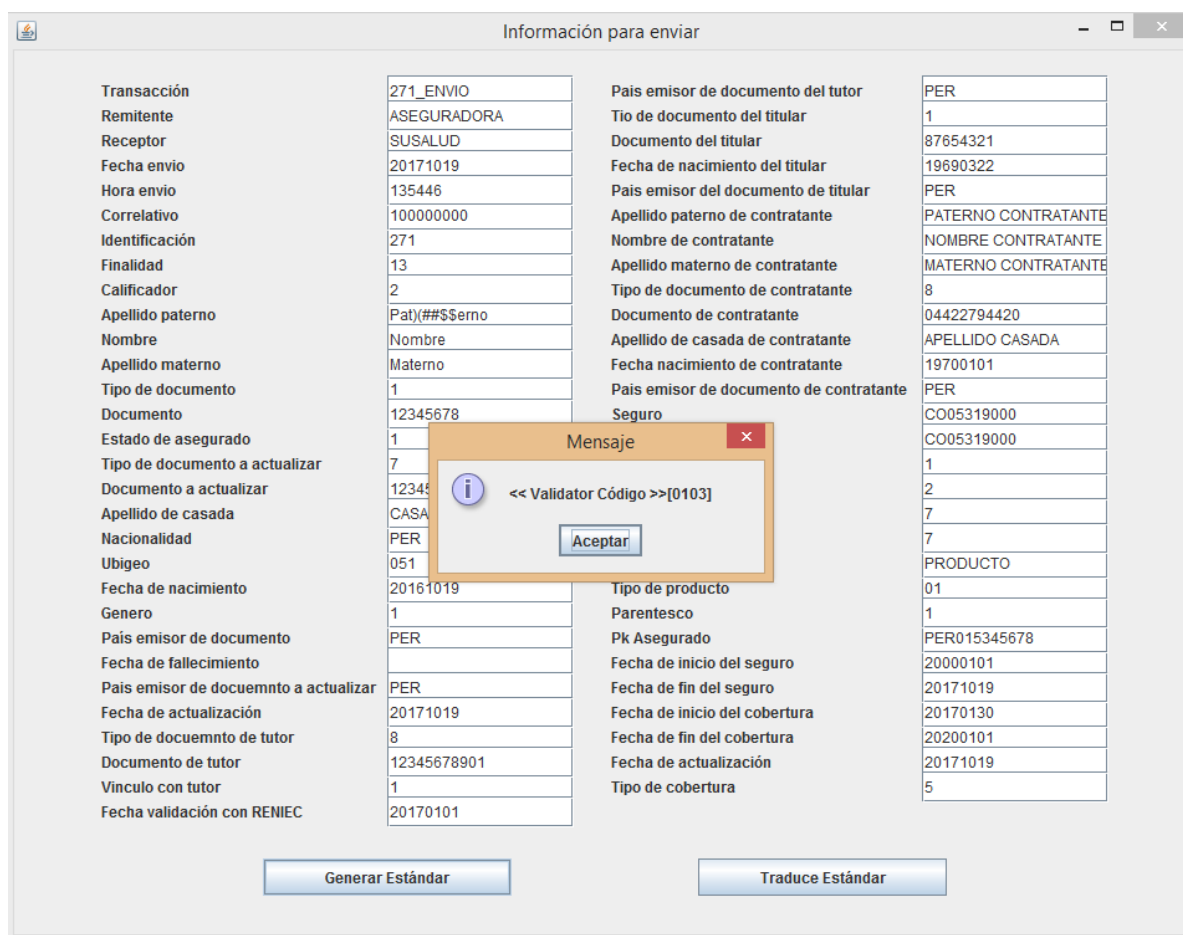 Información para enviar
Transacción 271_ENVIO
Remitente ASEGURADORA
Receptor SUSALUD
Fecha envio 20171019
Hora envio 135446
Correlativo 100000000
Identificación 271
Finalidad 13
Calificador 2
Apellido paterno Pat)(##$$erno
Nombre Nombre
Apellido materno Materno
Tipo de documento 1
Documento 12345678
Estado de asegurado 1
Tipo de documento a actualizar 7
Documento a actualizar 12345
Apellido de casada CASA
Nacionalidad PER
Ubigeo 051
Fecha de nacimiento 20161019
Genero 1
País emisor de documento PER
Fecha de fallecimiento
Pais emisor de docuemnto a actualizar PER
Fecha de actualización 20171019
Tipo de docuemnto de tutor 8
Documento de tutor 12345678901
Vinculo con tutor 1
Fecha validación con RENIEC 20170101
Pais emisor de documento del tutor PER
Tio de documento del titular 1
Documento del titular 87654321
Fecha de nacimiento del titular 19690322
Pais emisor del documento de titular PER
Apellido paterno de contratante PATERNO CONTRATANTE
Nombre de contratante NOMBRE CONTRATANTE
Apellido materno de contratante MATERNO CONTRATANTE
Tipo de documento de contratante 8
Documento de contratante 04422794420
Apellido de casada de contratante APELLIDO CASADA
Fecha nacimiento de contratante 19700101
Pais emisor de documento de contratante PER
Seguro CO05319000
CO05319000
1
2
7
7
PRODUCTO
Tipo de producto 01
Parentesco 1
Pk Asegurado PER015345678
Fecha de inicio del seguro 20000101
Fecha de fin del seguro 20171019
Fecha de inicio del cobertura 20170130
Fecha de fin del cobertura 20200101
Fecha de actualización 20171019
Tipo de cobertura 5
Mensaje
<< Validator Código >>[0103]
Aceptar
Generar Estándar
Traduce Estándar